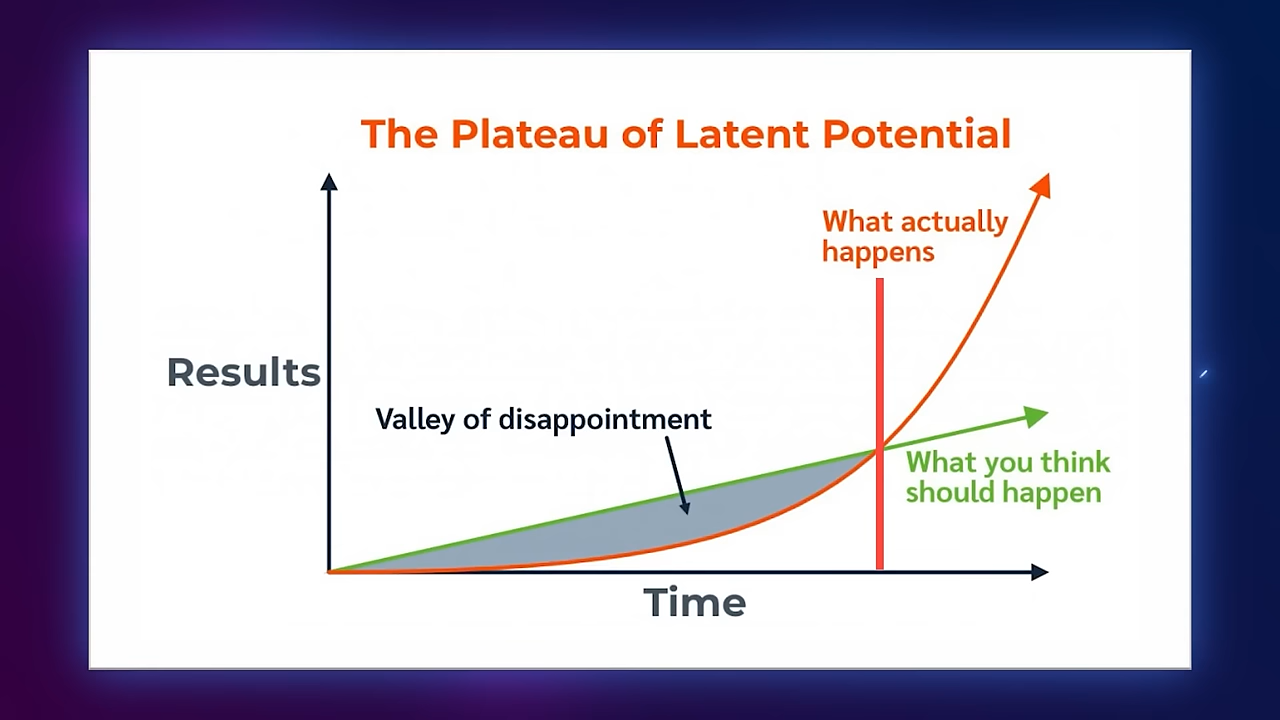 The Plateau of Latent Potential
What actually
happens
Results
Valley of disappointment
What you think
should happen
Time